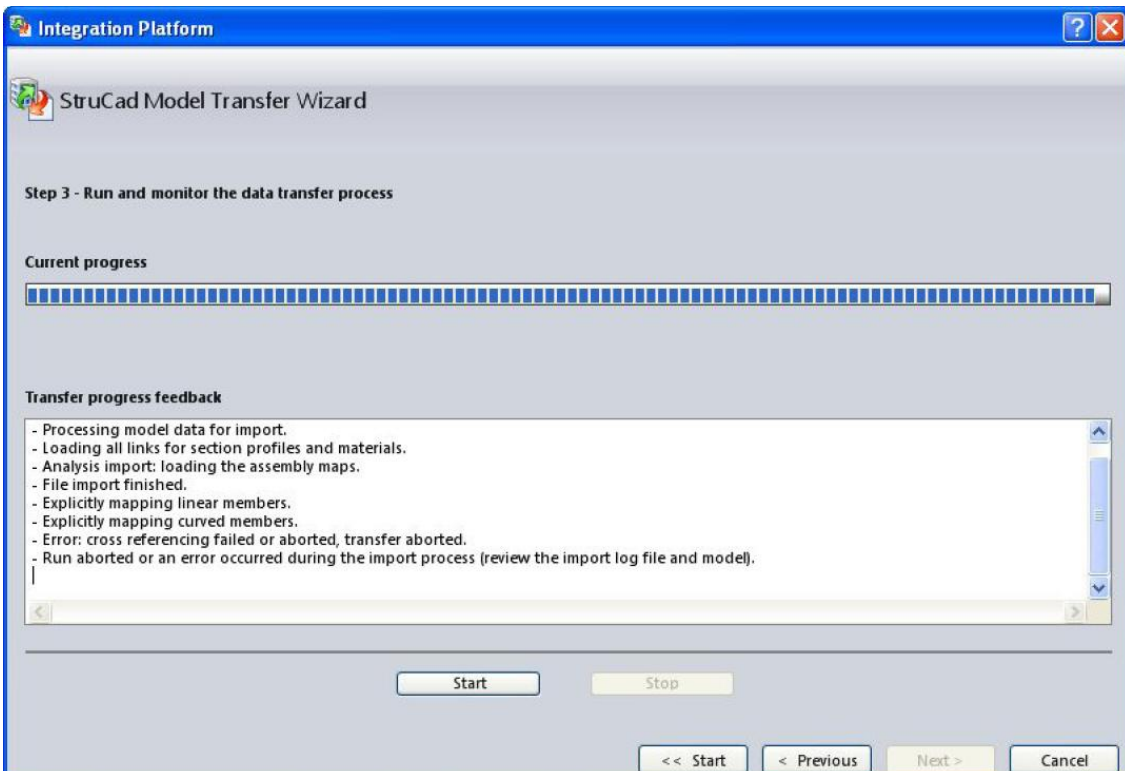 Integration Platform
StruCad Model Transfer Wizard
Step 3 - Run and monitor the data transfer process
Current progress
Transfer progress feedback
- Processing model data for import.
- Loading all links for section profiles and materials.
- Analysis import: loading the assembly maps.
- File import finished.
- Explicitly mapping linear members.
- Explicitly mapping curved members.
- Error: cross referencing failed or aborted, transfer aborted.
- Run aborted or an error occurred during the import process (review the import log file and model).
Start
Stop
<< Start
< Previous
Next >
Cancel